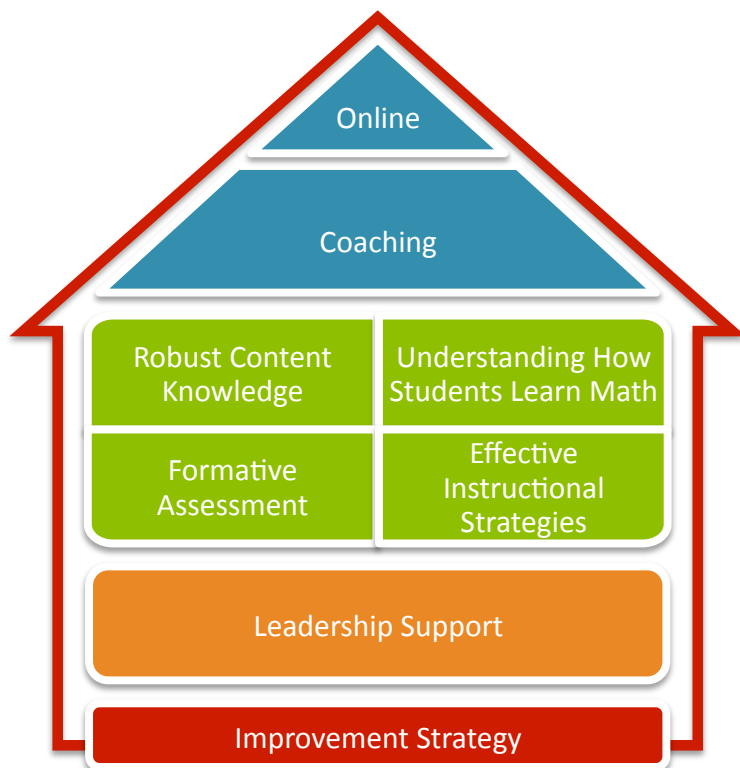 Online
Coaching
Robust Content
Knowledge
Understanding How
Students Learn Math
Formative
Assessment
Effective
Instructional
Strategies
Leadership Support
Improvement Strategy